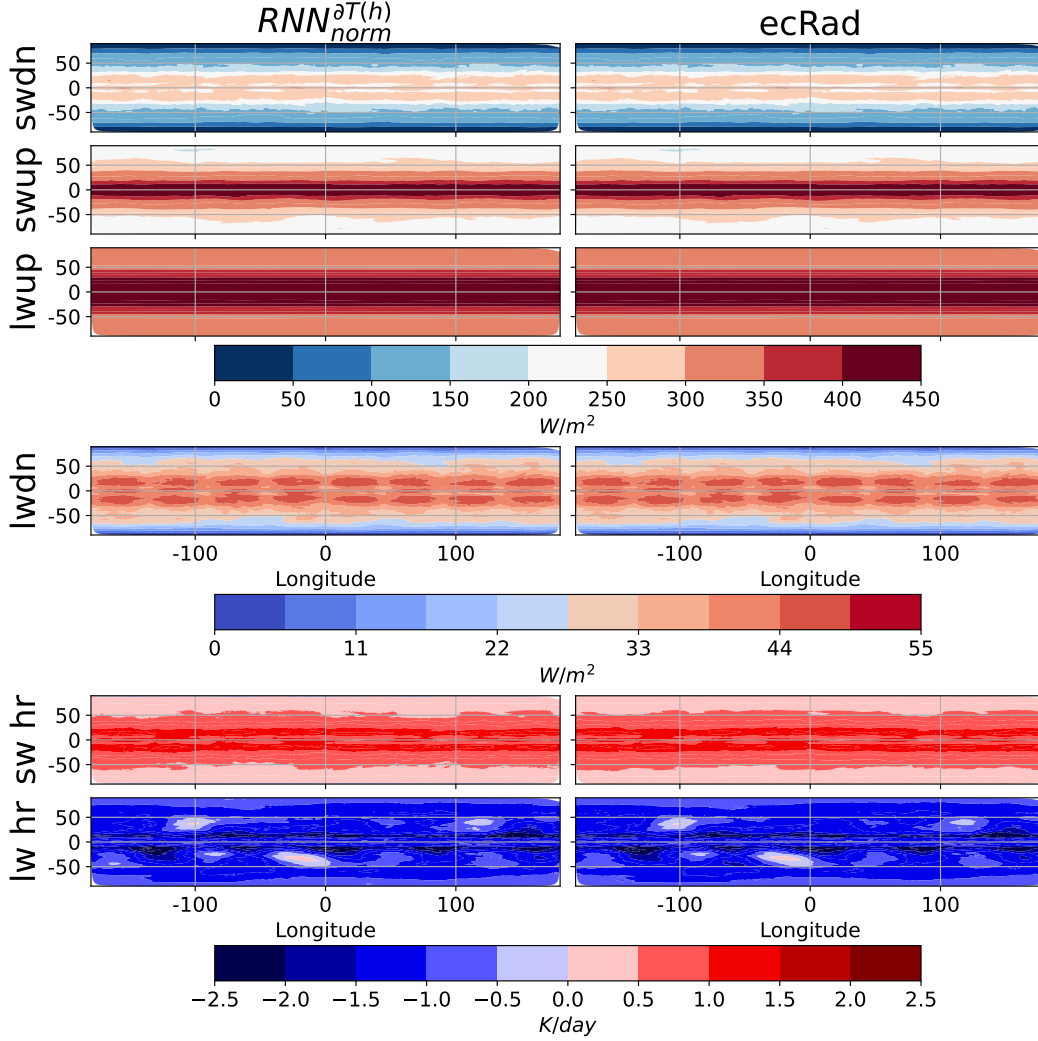 RNN_{norm}^{∂T(h)} ecRad
swdn
50
0
-50
swup
50
0
-50
lwup
50
0
-50
0 50 100 150 200 250 300 350 400 450
W/m²
lwdn
50
0
-50
-100 0 100 -100 0 100
Longitude Longitude
0 11 22 33 44 55
W/m²
sw hr
50
0
-50
lw hr
50
0
-50
-100 0 100 -100 0 100
Longitude Longitude
−2.5 −2.0 −1.5 −1.0 −0.5 0.0 0.5 1.0 1.5 2.0 2.5
K/day